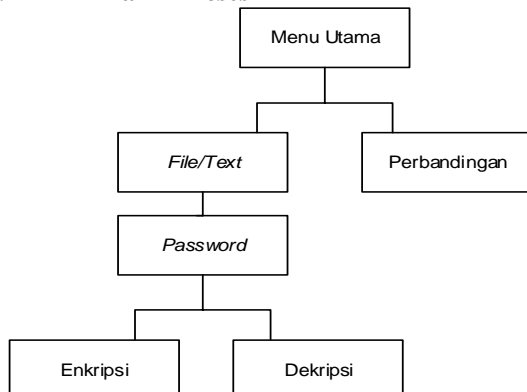 Menu Utama
File/Text
Perbandingan
Password
Enkripsi
Dekripsi